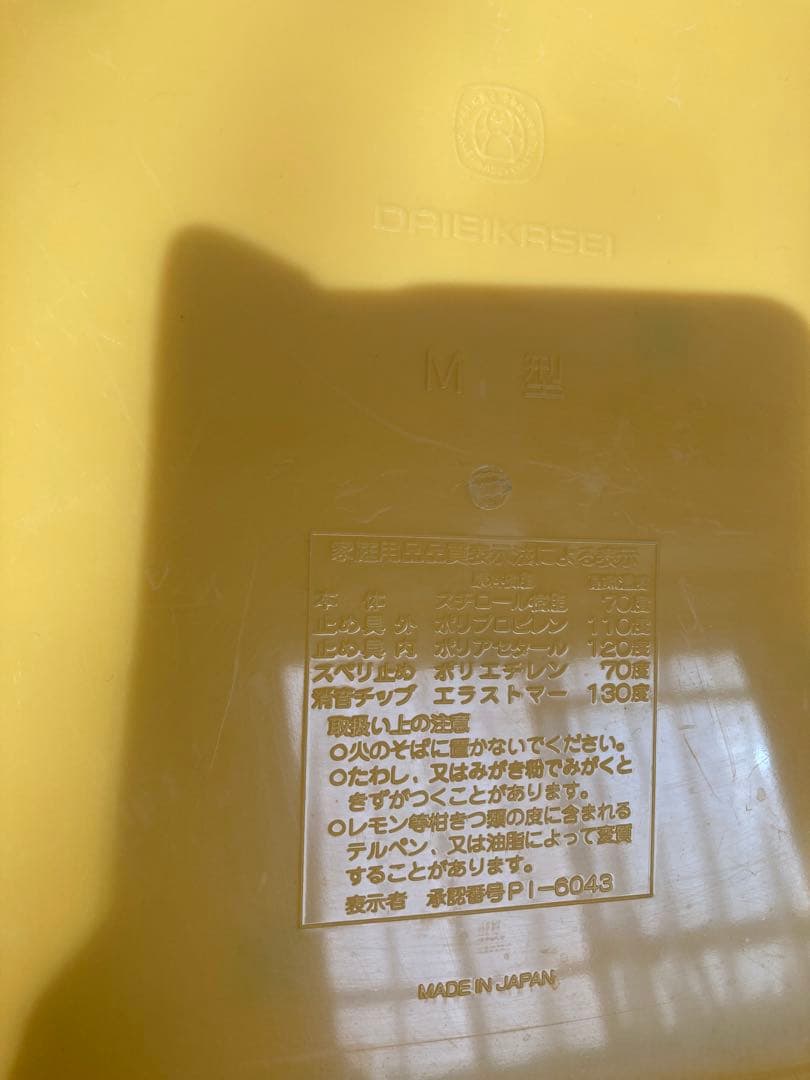 DAIEIKASEI
M 型
家庭用品品質表示法による表示
耐熱温度
本 体 スチロール樹脂 70度
止め具 外 ポリプロピレン 110度
止め具 内 ポリアセタール 120度
スベリ止め ポリエチレン 70度
消音チップ エラストマー 130度
取扱い上の注意
○火のそばに置かないでください。
○たわし、又はみがき粉でみがくと
きずがつくことがあります。
○レモン等柑きつ類の皮に含まれる
テルペン、又は油脂によって変質
することがあります。
表示者 承認番号PI-6043
MADE IN JAPAN